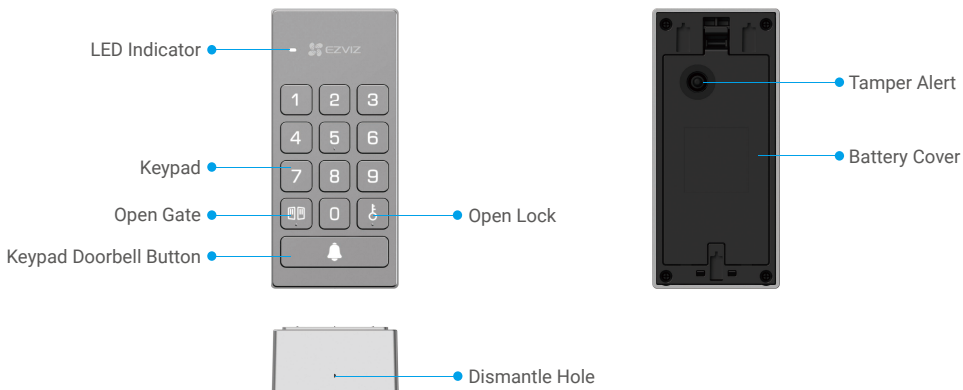 LED Indicator
EZVIZ
1 2 3
4 5 6
Keypad
7 8 9
Open Gate
0
Open Lock
Keypad Doorbell Button
Tamper Alert
Battery Cover
Dismantle Hole